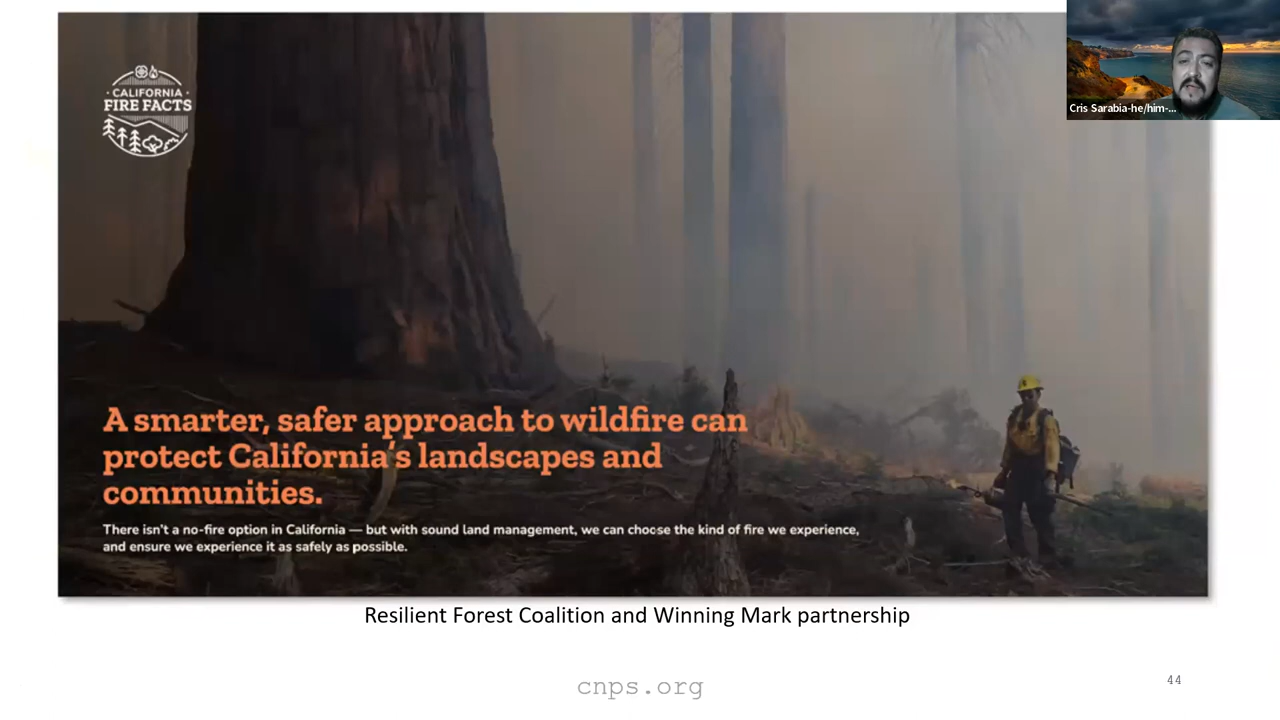 · CALIFORNIA ·
FIRE FACTS
Cris Sarabia-he/him-...
A smarter, safer approach to wildfire can
protect California's landscapes and
communities.
There isn't a no-fire option in California — but with sound land management, we can choose the kind of fire we experience,
and ensure we experience it as safely as possible.
Resilient Forest Coalition and Winning Mark partnership
cnps.org
44